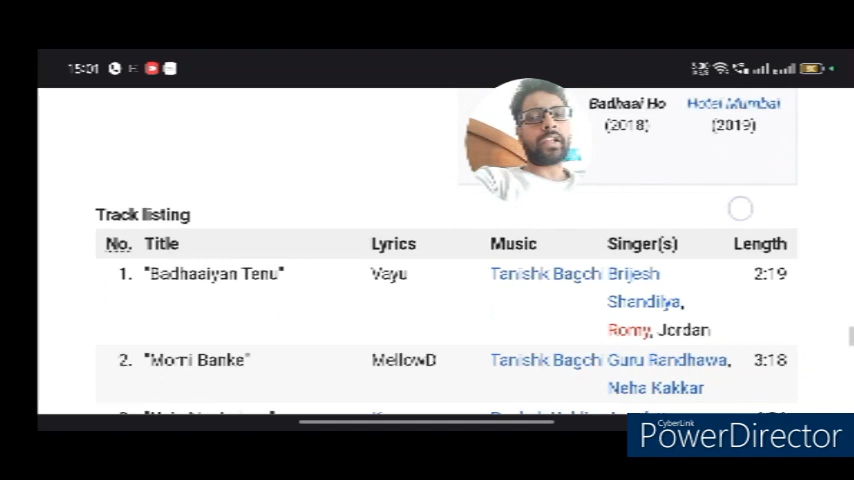 15:01
Badhaai Ho Hotel Mumbai
(2018) (2019)
Track listing
No. Title Lyrics Music Singer(s) Length
1. "Badhaaiyan Tenu" Vayu Tanishk Bagchi Brijesh 2:19
Shandilya,
Romy, Jordan
2. "Morni Banke" MellowD Tanishk Bagchi Guru Randhawa, 3:18
Neha Kakkar
CyberLink
PowerDirector